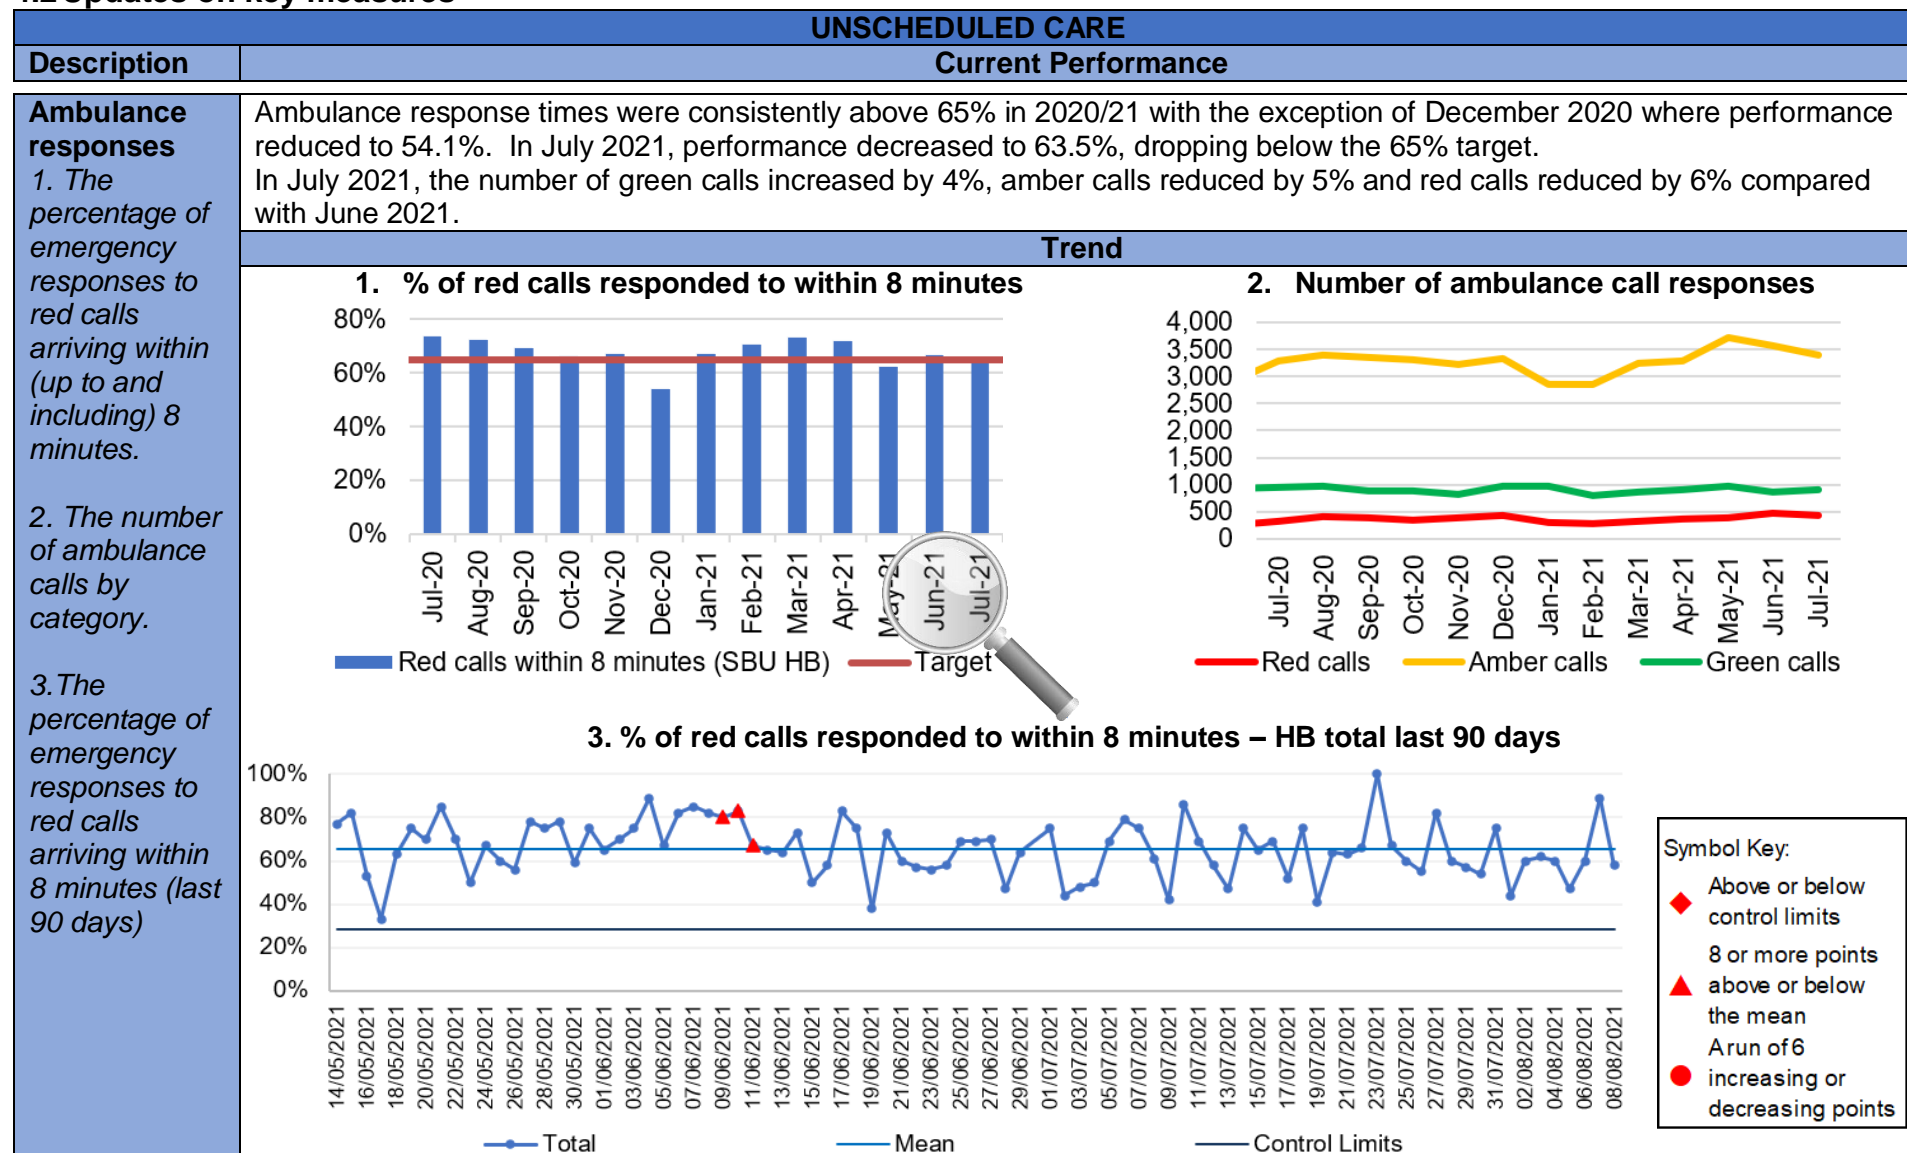 4.2 Updates on key measures
UNSCHEDULED CARE
Description
Current Performance
Ambulance
responses
1. The
percentage of
emergency
responses to
red calls
arriving within
(up to and
including) 8
minutes.
2. The number
of ambulance
calls by
category.
3.The
percentage of
emergency
responses to
red calls
arriving within
8 minutes (last
90 days)
Ambulance response times were consistently above 65% in 2020/21 with the exception of December 2020 where performance
reduced to 54.1%.  In July 2021, performance decreased to 63.5%, dropping below the 65% target.
In July 2021, the number of green calls increased by 4%, amber calls reduced by 5% and red calls reduced by 6% compared
with June 2021.
Trend
1. % of red calls responded to within 8 minutes
80%
60%
40%
20%
0%
Jul-20
Aug-20
Sep-20
Oct-20
Nov-20
Dec-20
Jan-21
Feb-21
Mar-21
Apr-21
May-21
Jun-21
Jul-21
Red calls within 8 minutes (SBU HB)
Target
2. Number of ambulance call responses
4,000
3,500
3,000
2,500
2,000
1,500
1,000
500
0
Jul-20
Aug-20
Sep-20
Oct-20
Nov-20
Dec-20
Jan-21
Feb-21
Mar-21
Apr-21
May-21
Jun-21
Jul-21
Red calls
Amber calls
Green calls
3. % of red calls responded to within 8 minutes – HB total last 90 days
100%
80%
60%
40%
20%
0%
14/05/2021
16/05/2021
18/05/2021
20/05/2021
22/05/2021
24/05/2021
26/05/2021
28/05/2021
30/05/2021
01/06/2021
03/06/2021
05/06/2021
07/06/2021
09/06/2021
11/06/2021
13/06/2021
15/06/2021
17/06/2021
19/06/2021
21/06/2021
23/06/2021
25/06/2021
27/06/2021
29/06/2021
01/07/2021
03/07/2021
05/07/2021
07/07/2021
09/07/2021
11/07/2021
13/07/2021
15/07/2021
17/07/2021
19/07/2021
21/07/2021
23/07/2021
25/07/2021
27/07/2021
29/07/2021
31/07/2021
02/08/2021
04/08/2021
06/08/2021
08/08/2021
Total
Mean
Control Limits
Symbol Key:
Above or below
control limits
8 or more points
above or below
the mean
A run of 6
increasing or
decreasing points